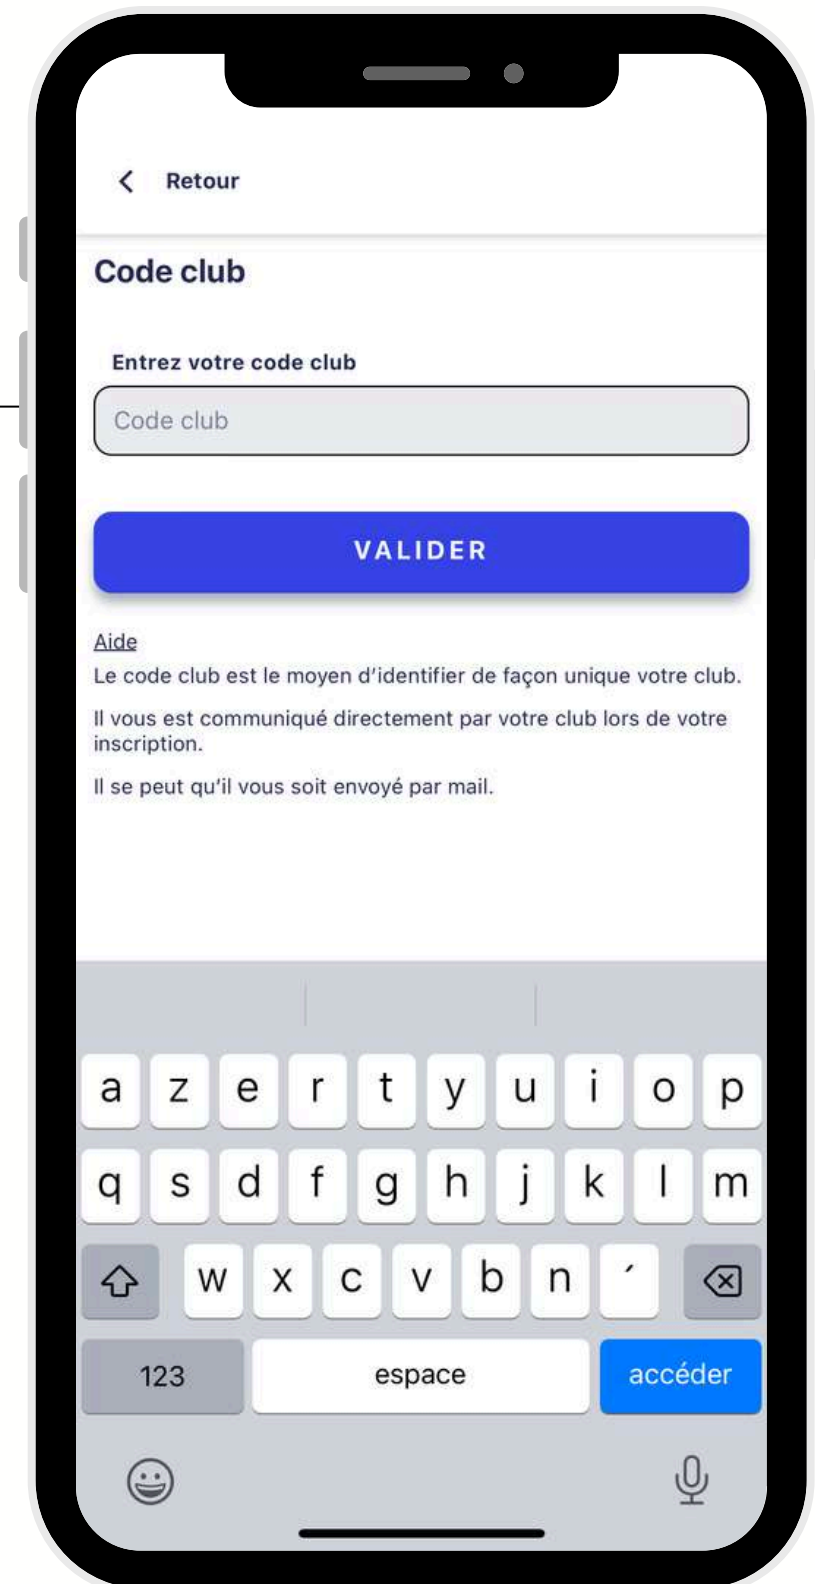 Retour
Code club
Entrez votre code club
Code club
VALIDER
Aide
Le code club est le moyen d'identifier de façon unique votre club.
Il vous est communiqué directement par votre club lors de votre
inscription.
Il se peut qu'il vous soit envoyé par mail.
a z e r t y u i o p
q s d f g h j k l m
w x c v b n ´
123 espace accéder